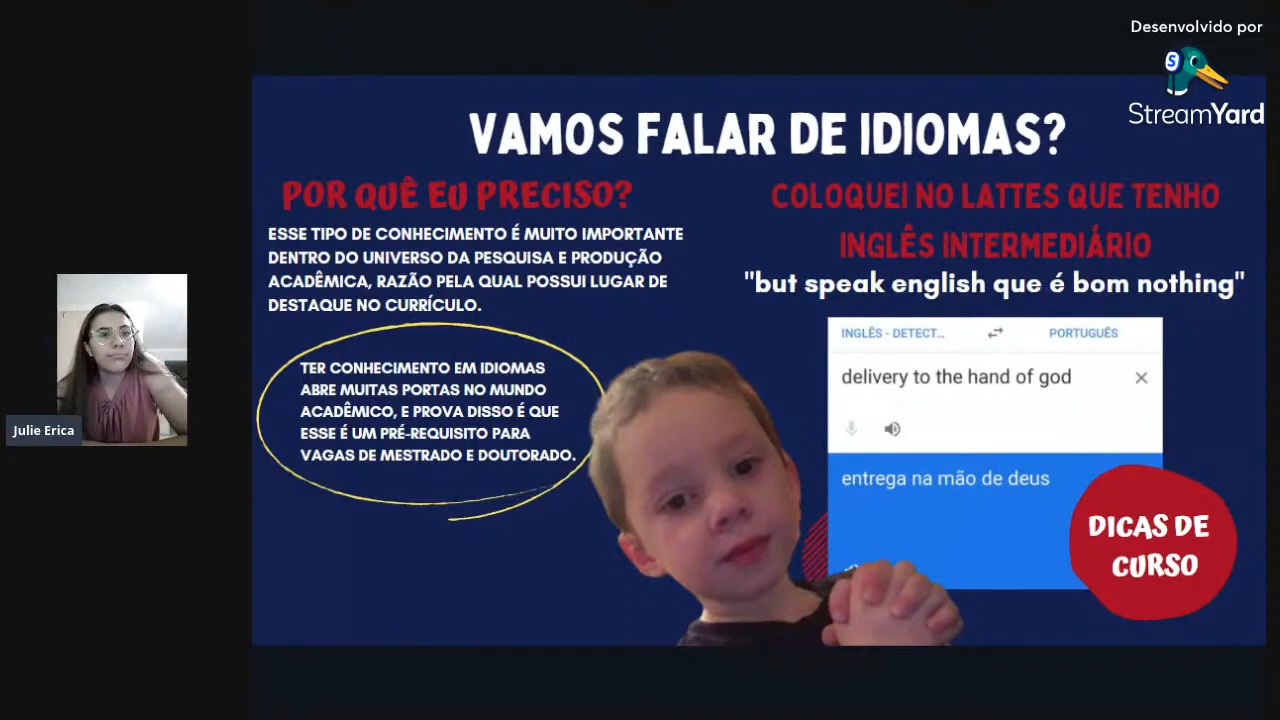 Desenvolvido por
StreamYard
VAMOS FALAR DE IDIOMAS?
POR QUÊ EU PRECISO?
ESSE TIPO DE CONHECIMENTO É MUITO IMPORTANTE
DENTRO DO UNIVERSO DA PESQUISA E PRODUÇÃO
ACADÊMICA, RAZÃO PELA QUAL POSSUI LUGAR DE
DESTAQUE NO CURRÍCULO.
TER CONHECIMENTO EM IDIOMAS
ABRE MUITAS PORTAS NO MUNDO
ACADÊMICO, E PROVA DISSO É QUE
ESSE É UM PRÉ-REQUISITO PARA
VAGAS DE MESTRADO E DOUTORADO.
COLOQUEI NO LATTES QUE TENHO
INGLÊS INTERMEDIÁRIO
"but speak english que é bom nothing"
INGLÊS - DETECT... PORTUGUÊS
delivery to the hand of god
entrega na mão de deus
DICAS DE
CURSO
Julie Erica